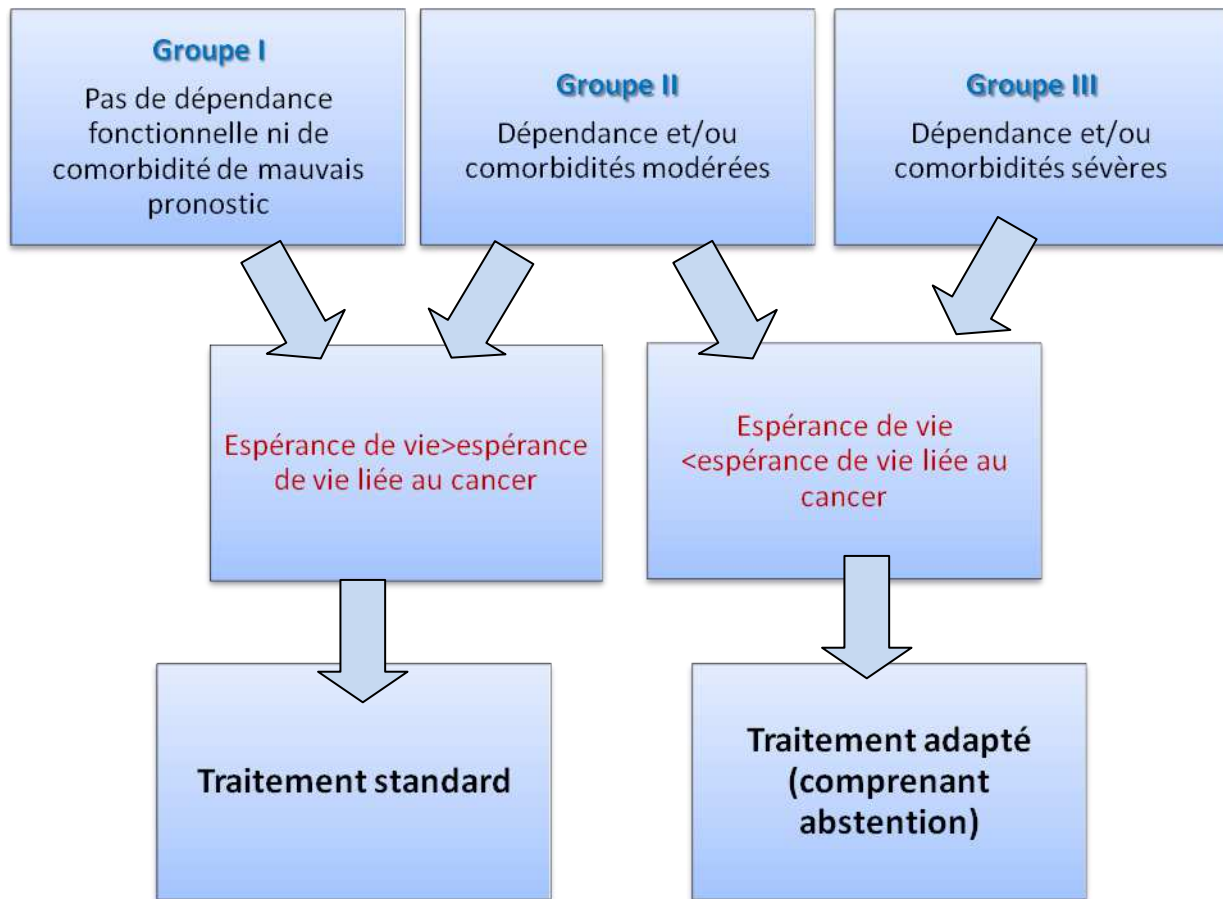 Groupe I
Pas de dépendance
fonctionnelle ni de
comorbidité de mauvais
pronostic
Groupe II
Dépendance et/ou
comorbidités modérées
Groupe III
Dépendance et/ou
comorbidités sévères
Espérance de vie>espérance
de vie liée au cancer
Espérance de vie
<espérance de vie liée au
cancer
Traitement standard
Traitement adapté
(comprenant
abstention)